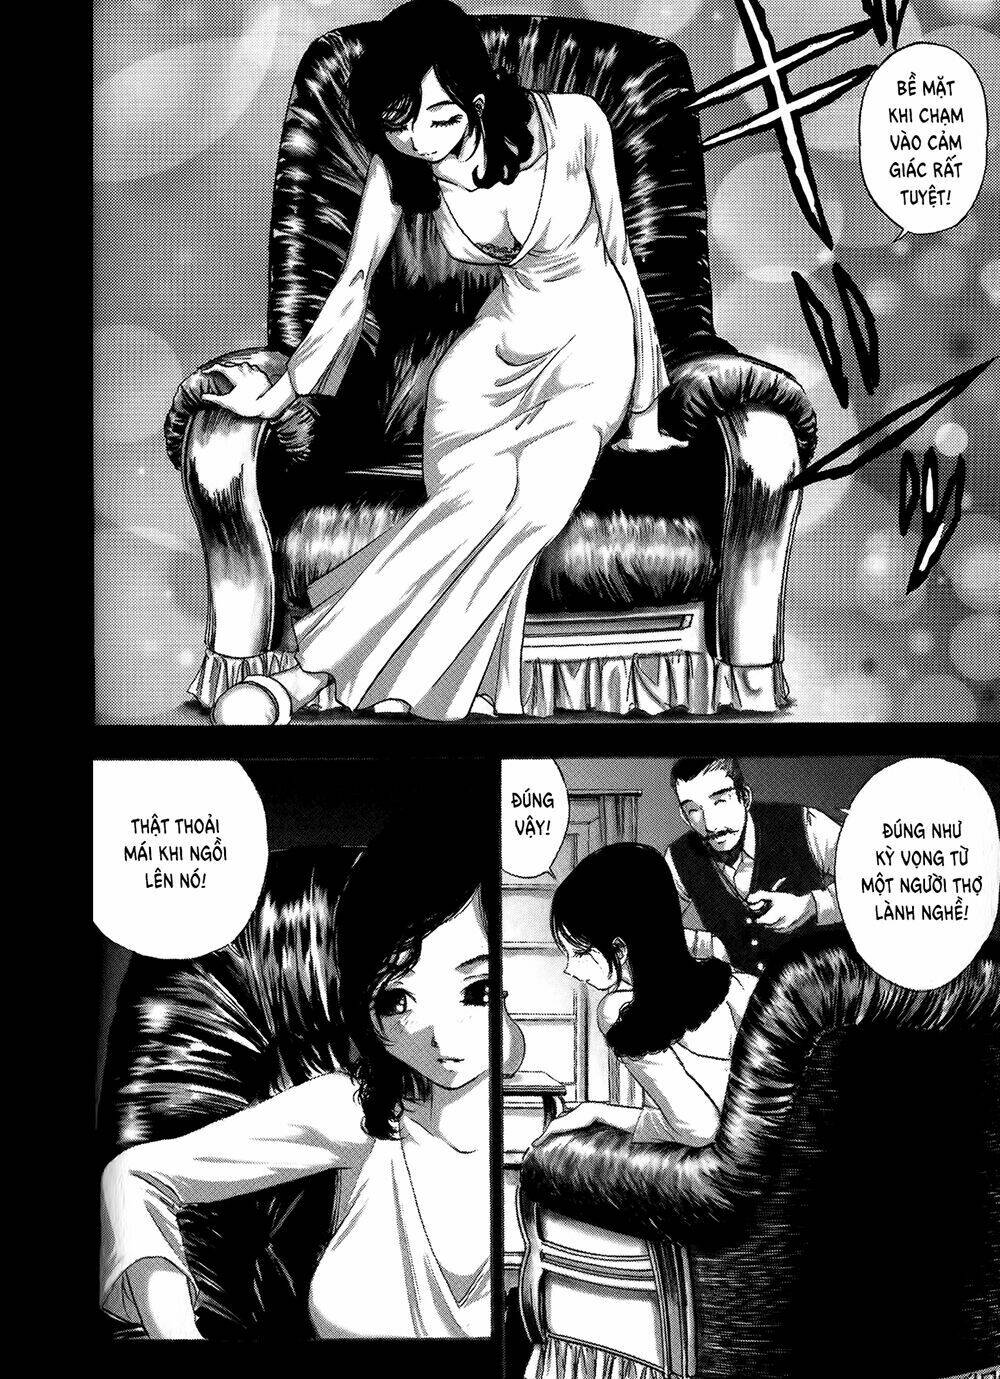 BỀ MẶT
KHI CHẠM
VÀO CẢM
GIÁC RẤT
TUYỆT!
ĐÚNG NHƯ
KỲ VỌNG TỪ
MỘT NGƯỜI THỢ
LÀNH NGHỀ!
ĐÚNG
VẬY!
THẬT THOẢI
MÁI KHI NGỒI
LÊN NÓ!